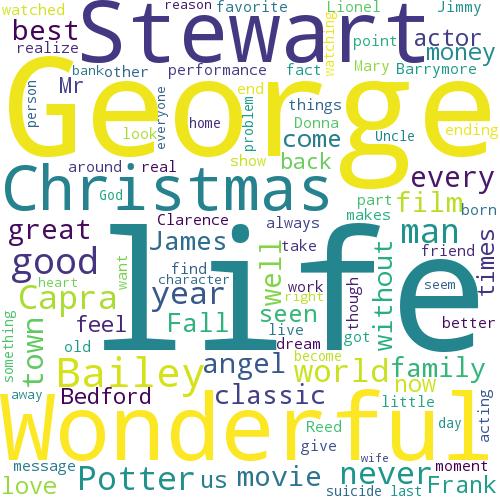 watched reason favorite Lionel Jimmy
best Stewart actor
realize bank other performance fact point watching Mary Barrymore money
Mr George
person everyone home problem end things Donna Uncle ending
look show come back
around real God part makes every
Christmas film born
great Clarence always man
good James take well friend times
heart want find character life work right though without seem
Capra year seen
town feel Fall live dream got better
something old angel become world family
Bailey now
away Bedford classic little acting
Wonderful Reed give day
message Potter us movie wife never moment
love suicide last Frank